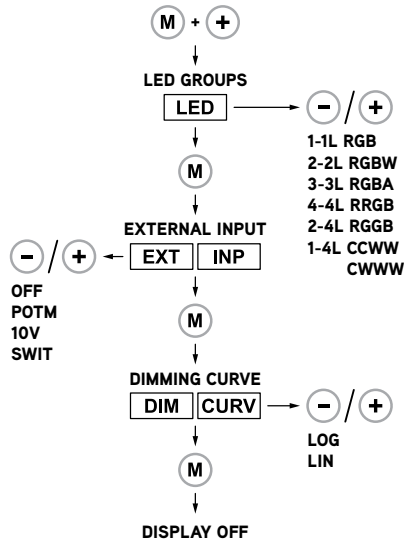 M + +
LED GROUPS
LED
− / +
1-1L RGB
2-2L RGBW
3-3L RGBA
4-4L RRGB
2-4L RGGB
1-4L CCWW
CWWW
M
EXTERNAL INPUT
− / +
EXT INP
OFF
POTM
10V
SWIT
M
DIMMING CURVE
DIM CURV
− / +
LOG
LIN
M
DISPLAY OFF